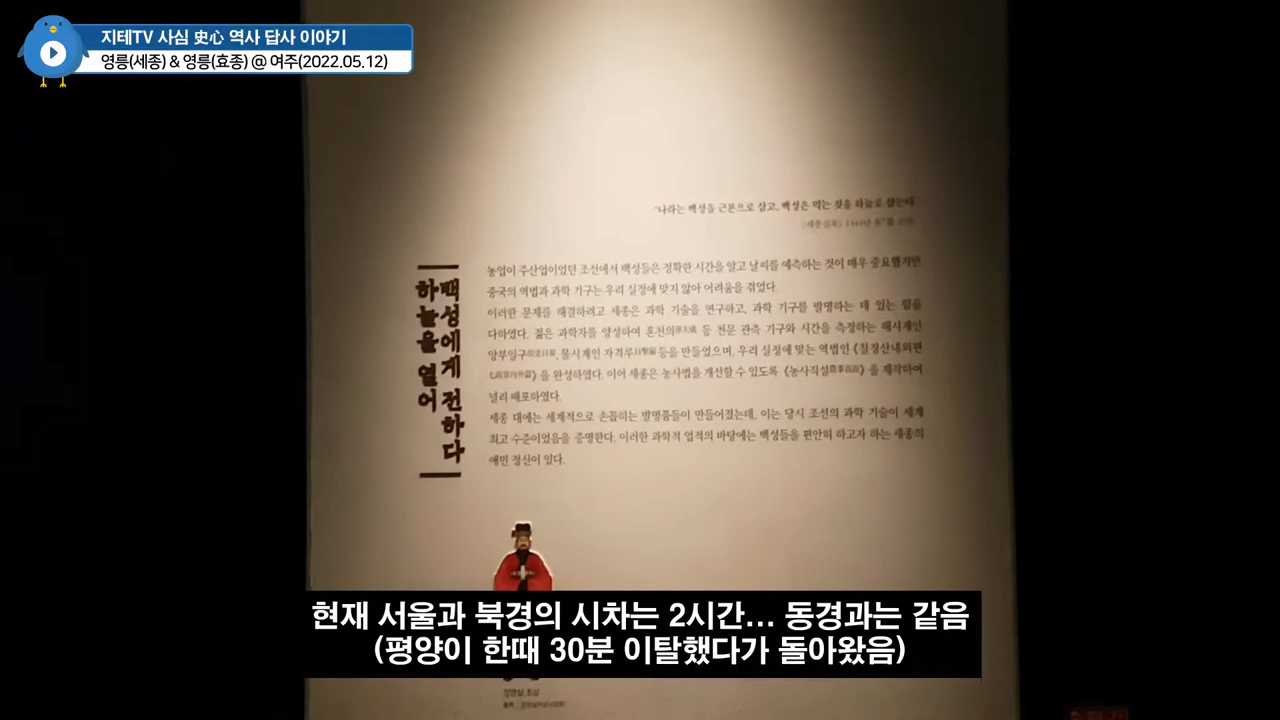 지테TV 사심 史心 역사 답사 이야기
영릉(세종) & 영릉(효종) @ 여주(2022.05.12)
"나라는 백성을 근본으로 삼고, 백성은 먹는 것을 하늘로 삼는다"
백성에게 전하다
하늘을 열어
농업이 주산업이었던 조선에서 백성들은 정확한 시간을 알고 날씨를 예측하는 것이 매우 중요했지만
중국의 역법과 과학 기구는 우리 실정에 맞지 않아 어려움을 겪었다.
이러한 문제를 해결하려고 세종은 과학 기술을 연구하고, 과학 기구를 발명하는 데 있는 힘을
다하였다. 젊은 과학자를 양성하여 혼천의 등 천문 관측 기구와 시간을 측정하는 해시계인
앙부일구, 물시계인 자격루 등을 만들었으며, 우리 실정에 맞는 역법인 《칠정산내외편
》을 완성하였다. 이어 세종은 농사법을 개선할 수 있도록 《농사직설》을 제작하여
널리 배포하였다.
세종 대에는 세계적으로 손꼽히는 발명품들이 만들어졌는데, 이는 당시 조선의 과학 기술이 세계
최고 수준이었음을 증명한다. 이러한 과학적 업적의 바탕에는 백성들을 편안히 하고자 하는 세종의
애민 정신이 있다.
현재 서울과 북경의 시차는 2시간... 동경과는 같음
(평양이 한때 30분 이탈했다가 돌아왔음)
장영실 초상